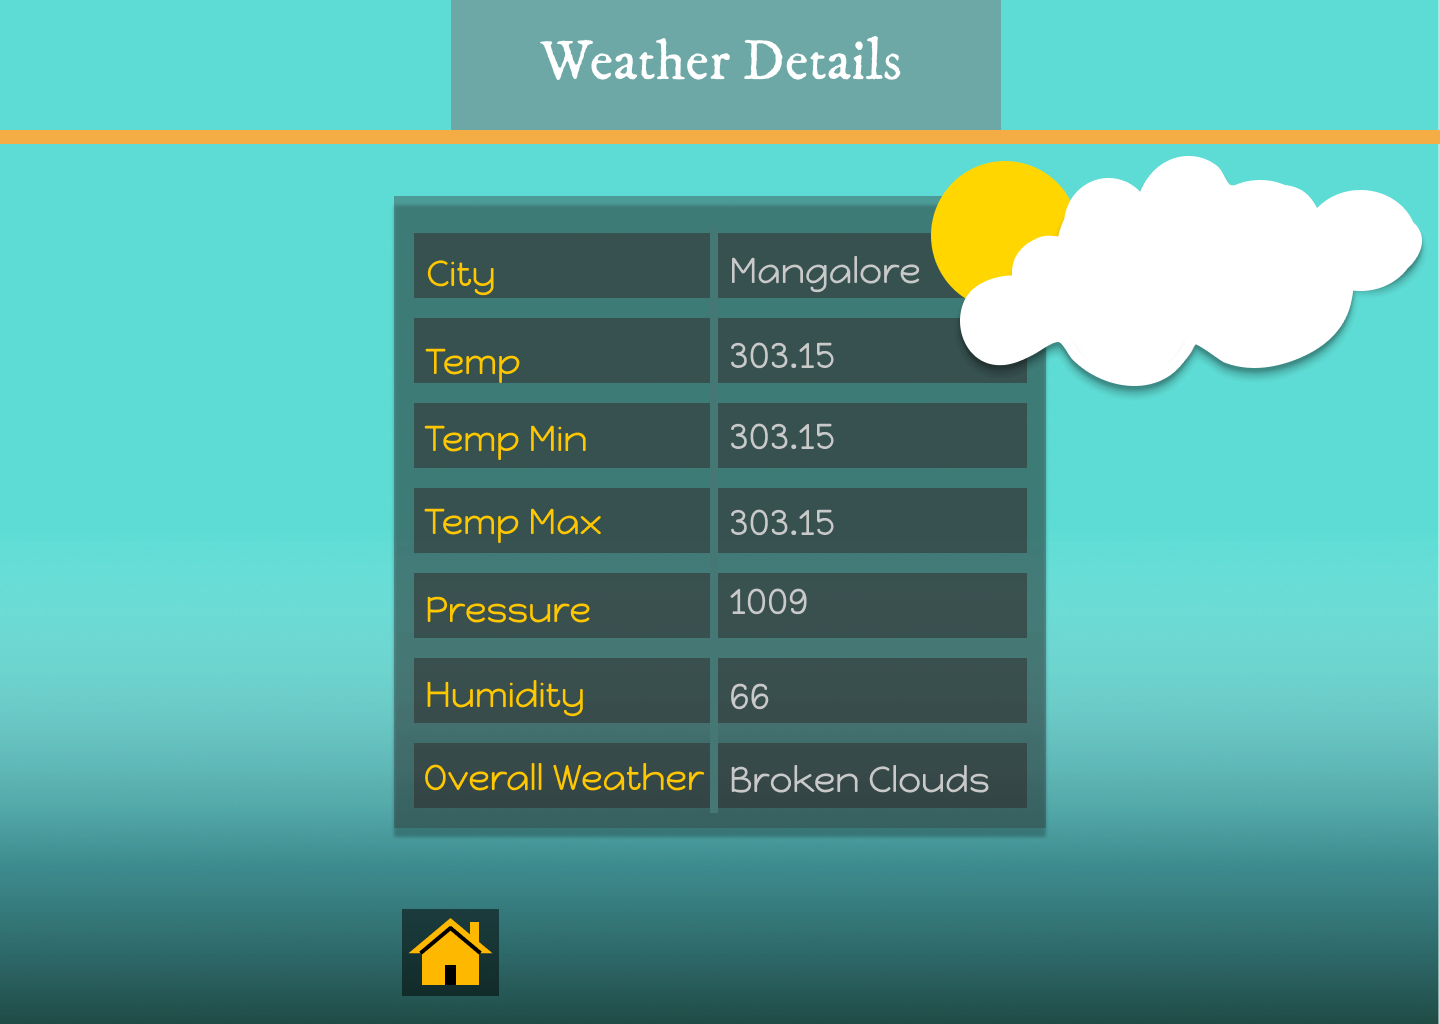 Weather Details
City Mangalore
Temp 303.15
Temp Min 303.15
Temp Max 303.15
Pressure 1009
Humidity 66
Overall Weather Broken Clouds